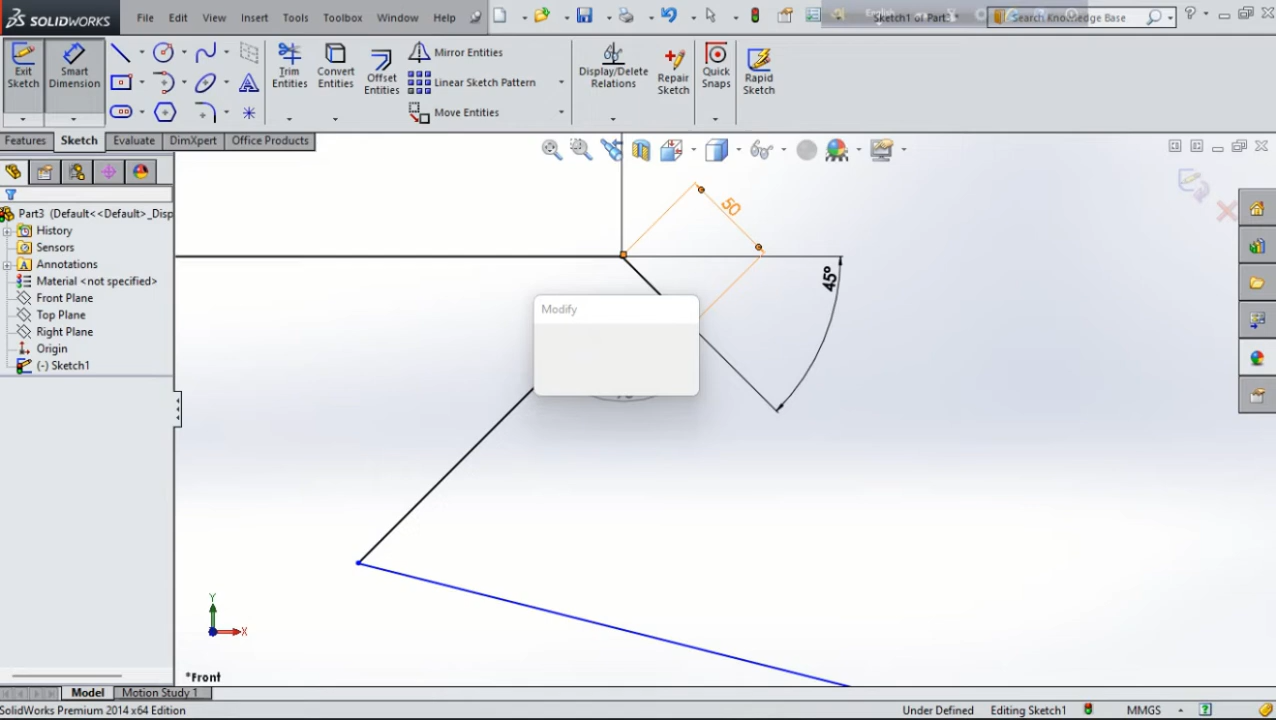 SOLIDWORKS
File Edit View Insert Tools Toolbox Window Help
Sketch1 of Part3 *
Search Knowledge Base
Exit Sketch
Smart Dimension
Trim Entities
Convert Entities
Offset Entities
Mirror Entities
Linear Sketch Pattern
Move Entities
Display/Delete Relations
Repair Sketch
Quick Snaps
Rapid Sketch
Features Sketch Evaluate DimXpert Office Products
Part3 (Default<<Default>_Disp
History
Sensors
Annotations
Material <not specified>
Front Plane
Top Plane
Right Plane
Origin
(-) Sketch1
50
45°
Modify
Y
X
*Front
Model Motion Study 1
SolidWorks Premium 2014 x64 Edition
Under Defined Editing Sketch1 MMGS